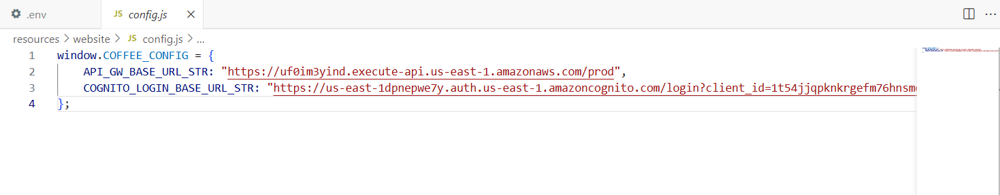 .env
JS config.js
resources > website > JS config.js > ...
1 window.COFFEE_CONFIG = {
2 API_GW_BASE_URL_STR: "https://uf0im3yind.execute-api.us-east-1.amazonaws.com/prod",
3 COGNITO_LOGIN_BASE_URL_STR: "https://us-east-1dpnepwe7y.auth.us-east-1.amazoncognito.com/login?client_id=1t54jjqpknkrgefm76hnsm
4 };